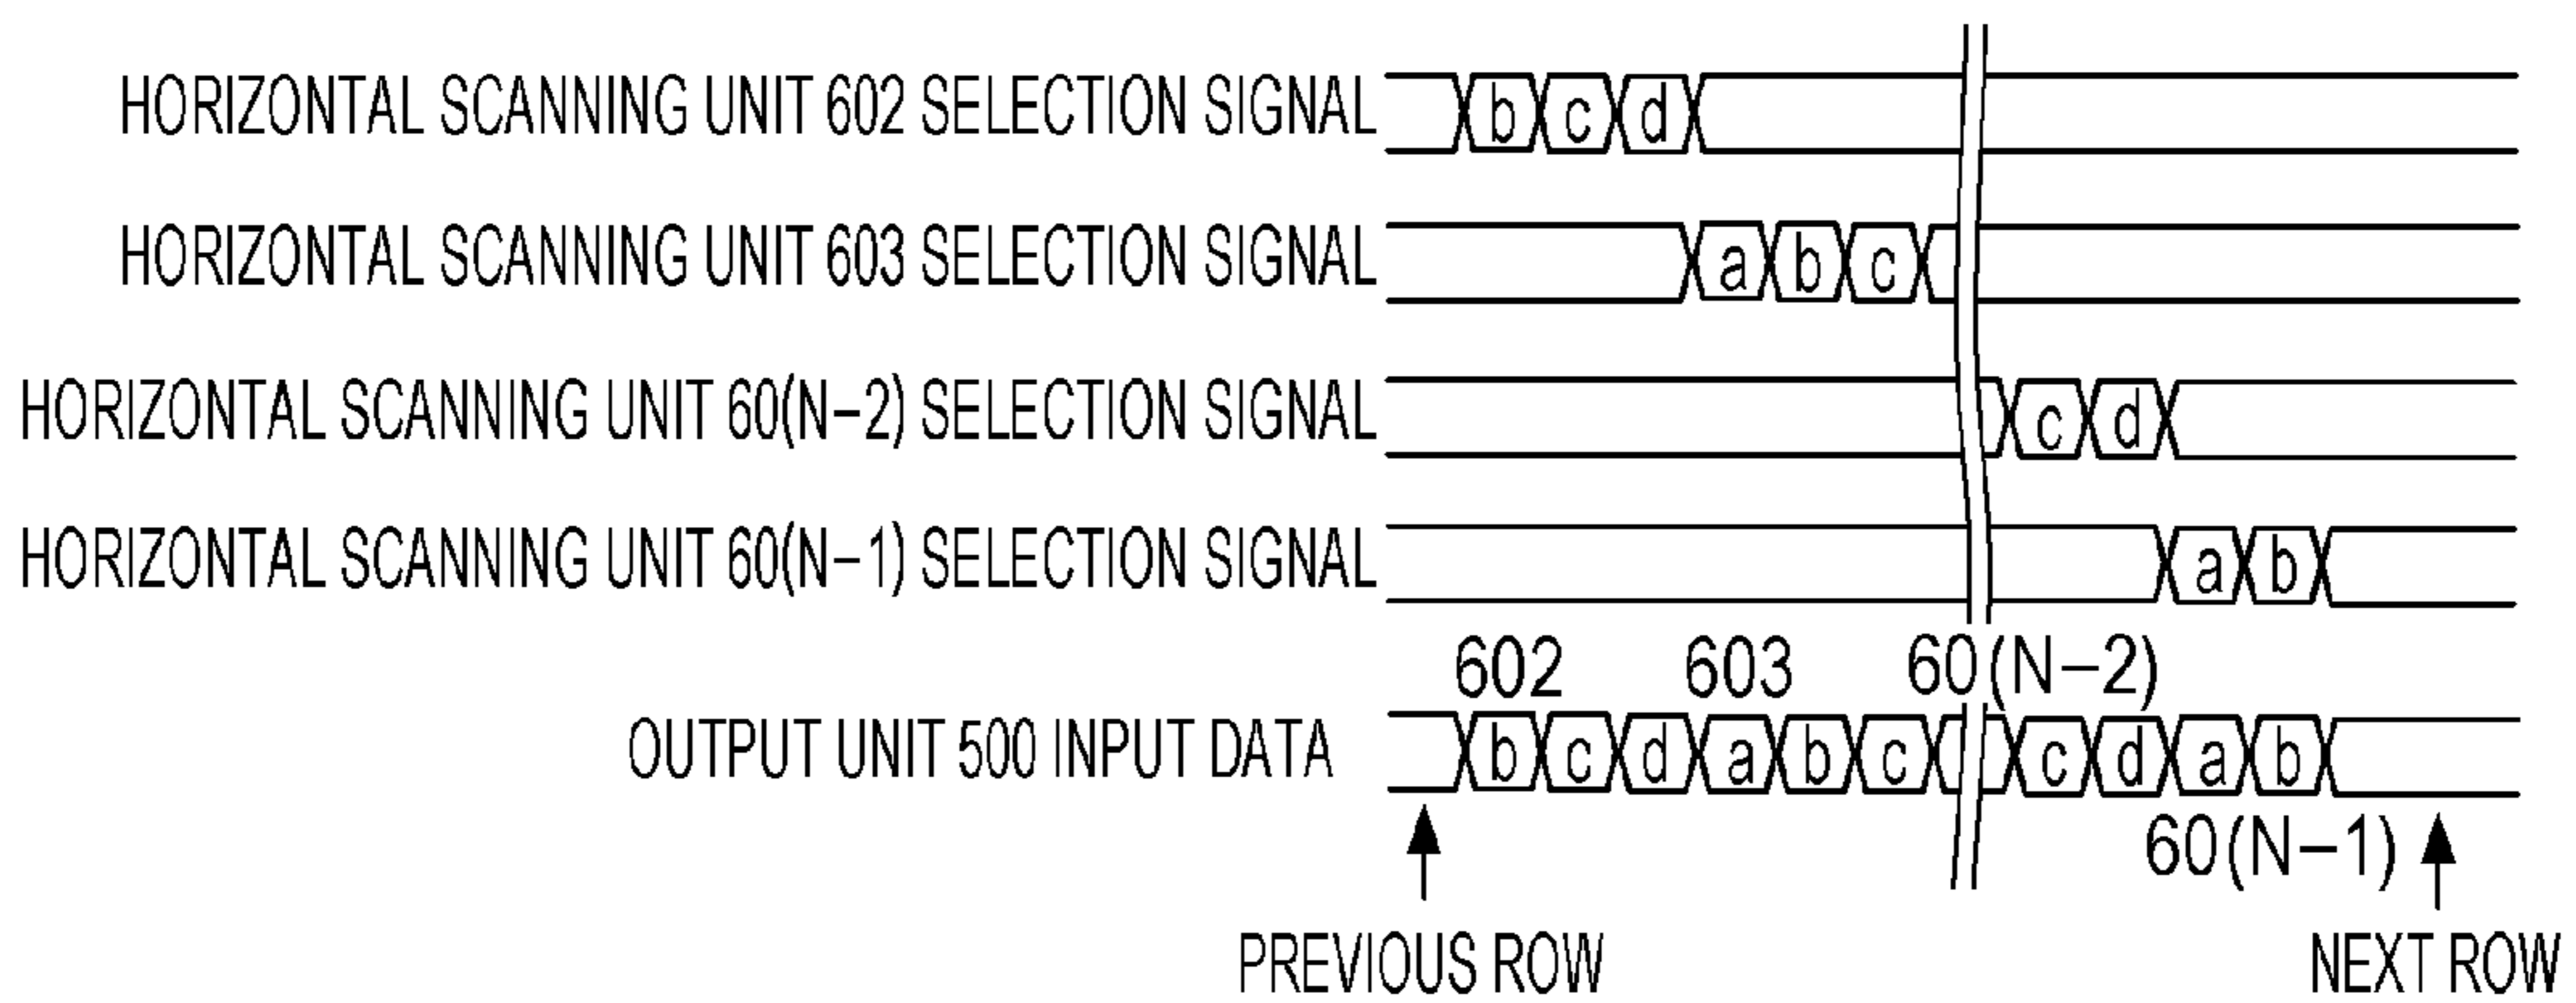 HORIZONTAL SCANNING UNIT 602 SELECTION SIGNAL b c d
HORIZONTAL SCANNING UNIT 603 SELECTION SIGNAL a b c
HORIZONTAL SCANNING UNIT 60(N-2) SELECTION SIGNAL c d
HORIZONTAL SCANNING UNIT 60(N-1) SELECTION SIGNAL a b
602 603 60(N-2)
OUTPUT UNIT 500 INPUT DATA b c d a b c c d a b
60(N-1)
PREVIOUS ROW NEXT ROW